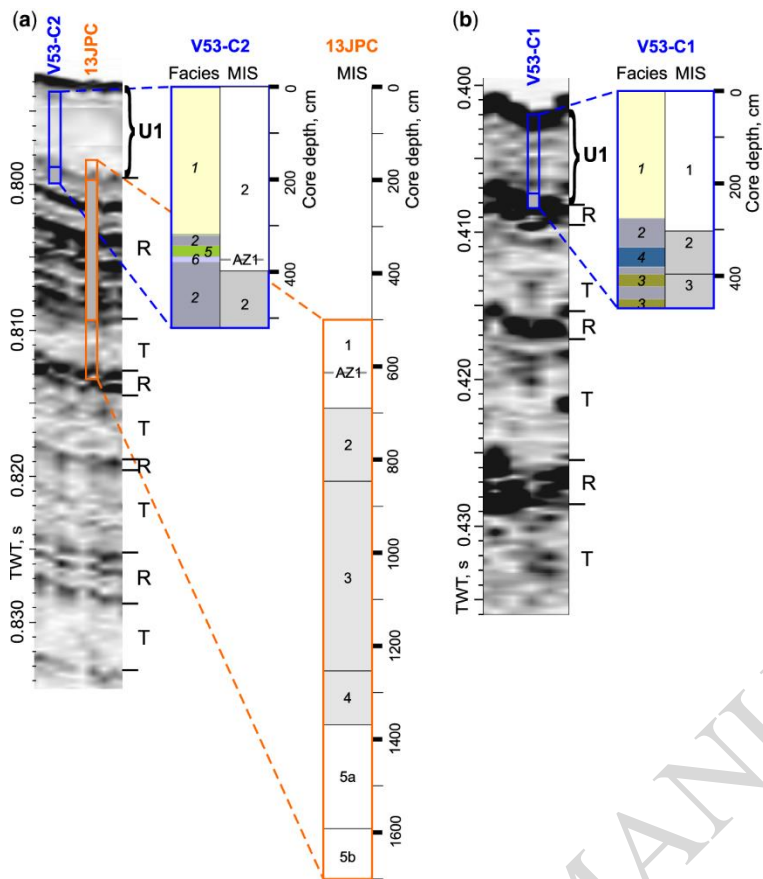 (a)
V53-C2
13JPC
V53-C2
13JPC
Facies MIS
MIS
0
200
400
600
800
1000
1200
1400
1600
Core depth, cm
Core depth, cm
1
2
5
6
2
2
AZ1
2
1
AZ1
2
3
4
5a
5b
U1
R
T
R
T
R
T
R
T
0.800
0.810
0.820
0.830
TWT, s
(b)
V53-C1
V53-C1
Facies MIS
0
200
400
Core depth, cm
1
2
4
3
3
1
2
3
U1
R
T
R
T
R
T
0.400
0.410
0.420
0.430
TWT, s
MANU